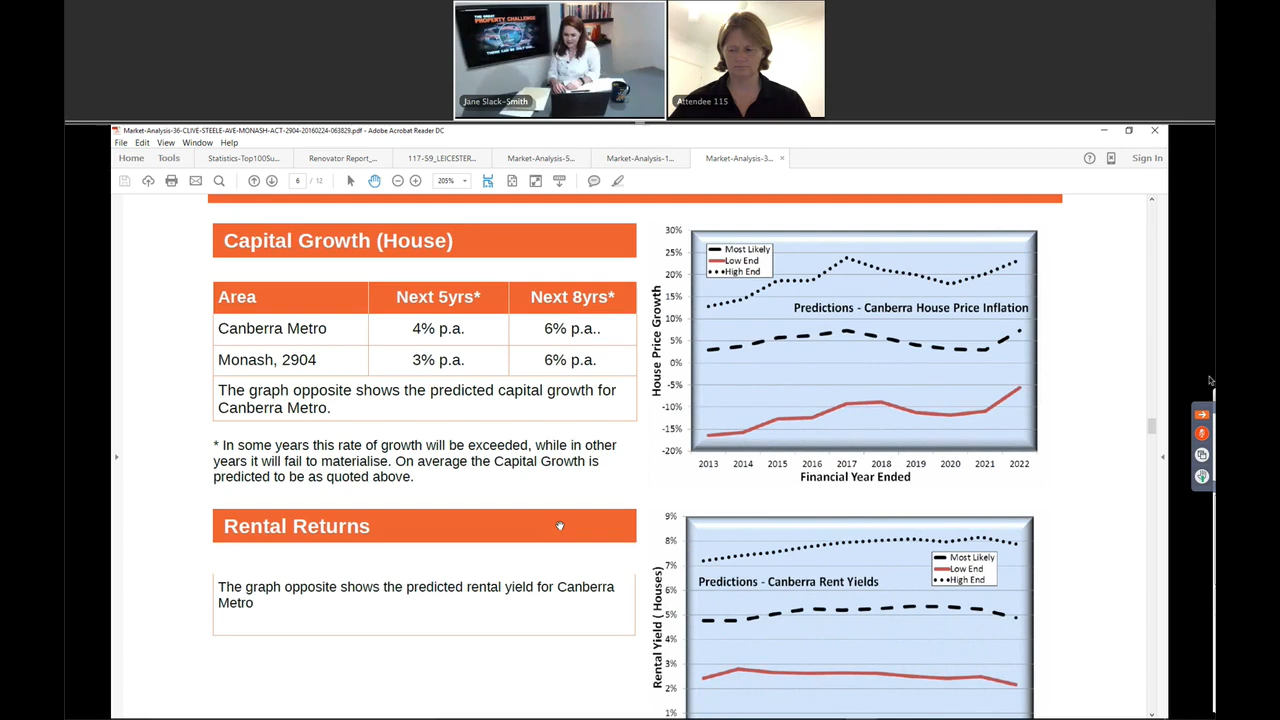 THE GREAT
PROPERTY CHALLENGE
THERE CAN BE ONLY ONE...
Jane Slack-Smith
Attendee 115
Market-Analysis-36-CLIVE-STEELE-AVE-MONASH-ACT-2904-20160224-063829.pdf - Adobe Acrobat Reader DC
File Edit View Window Help
Home Tools Statistics-Top100Su... Renovator Report_... 117-59_LEICESTER... Market-Analysis-5... Market-Analysis-1... Market-Analysis-3... × Sign In
6 / 12 205%
Capital Growth (House)
Area Next 5yrs* Next 8yrs*
Canberra Metro 4% p.a. 6% p.a..
Monash, 2904 3% p.a. 6% p.a.
The graph opposite shows the predicted capital growth for
Canberra Metro.
* In some years this rate of growth will be exceeded, while in other
years it will fail to materialise. On average the Capital Growth is
predicted to be as quoted above.
30%
25%
20%
15%
10%
5%
0%
-5%
-10%
-15%
-20%
House Price Growth
Most Likely
Low End
High End
Predictions - Canberra House Price Inflation
2013 2014 2015 2016 2017 2018 2019 2020 2021 2022
Financial Year Ended
Rental Returns
The graph opposite shows the predicted rental yield for Canberra
Metro
9%
8%
7%
6%
5%
4%
3%
2%
1%
Rental Yield ( Houses)
Most Likely
Low End
High End
Predictions - Canberra Rent Yields